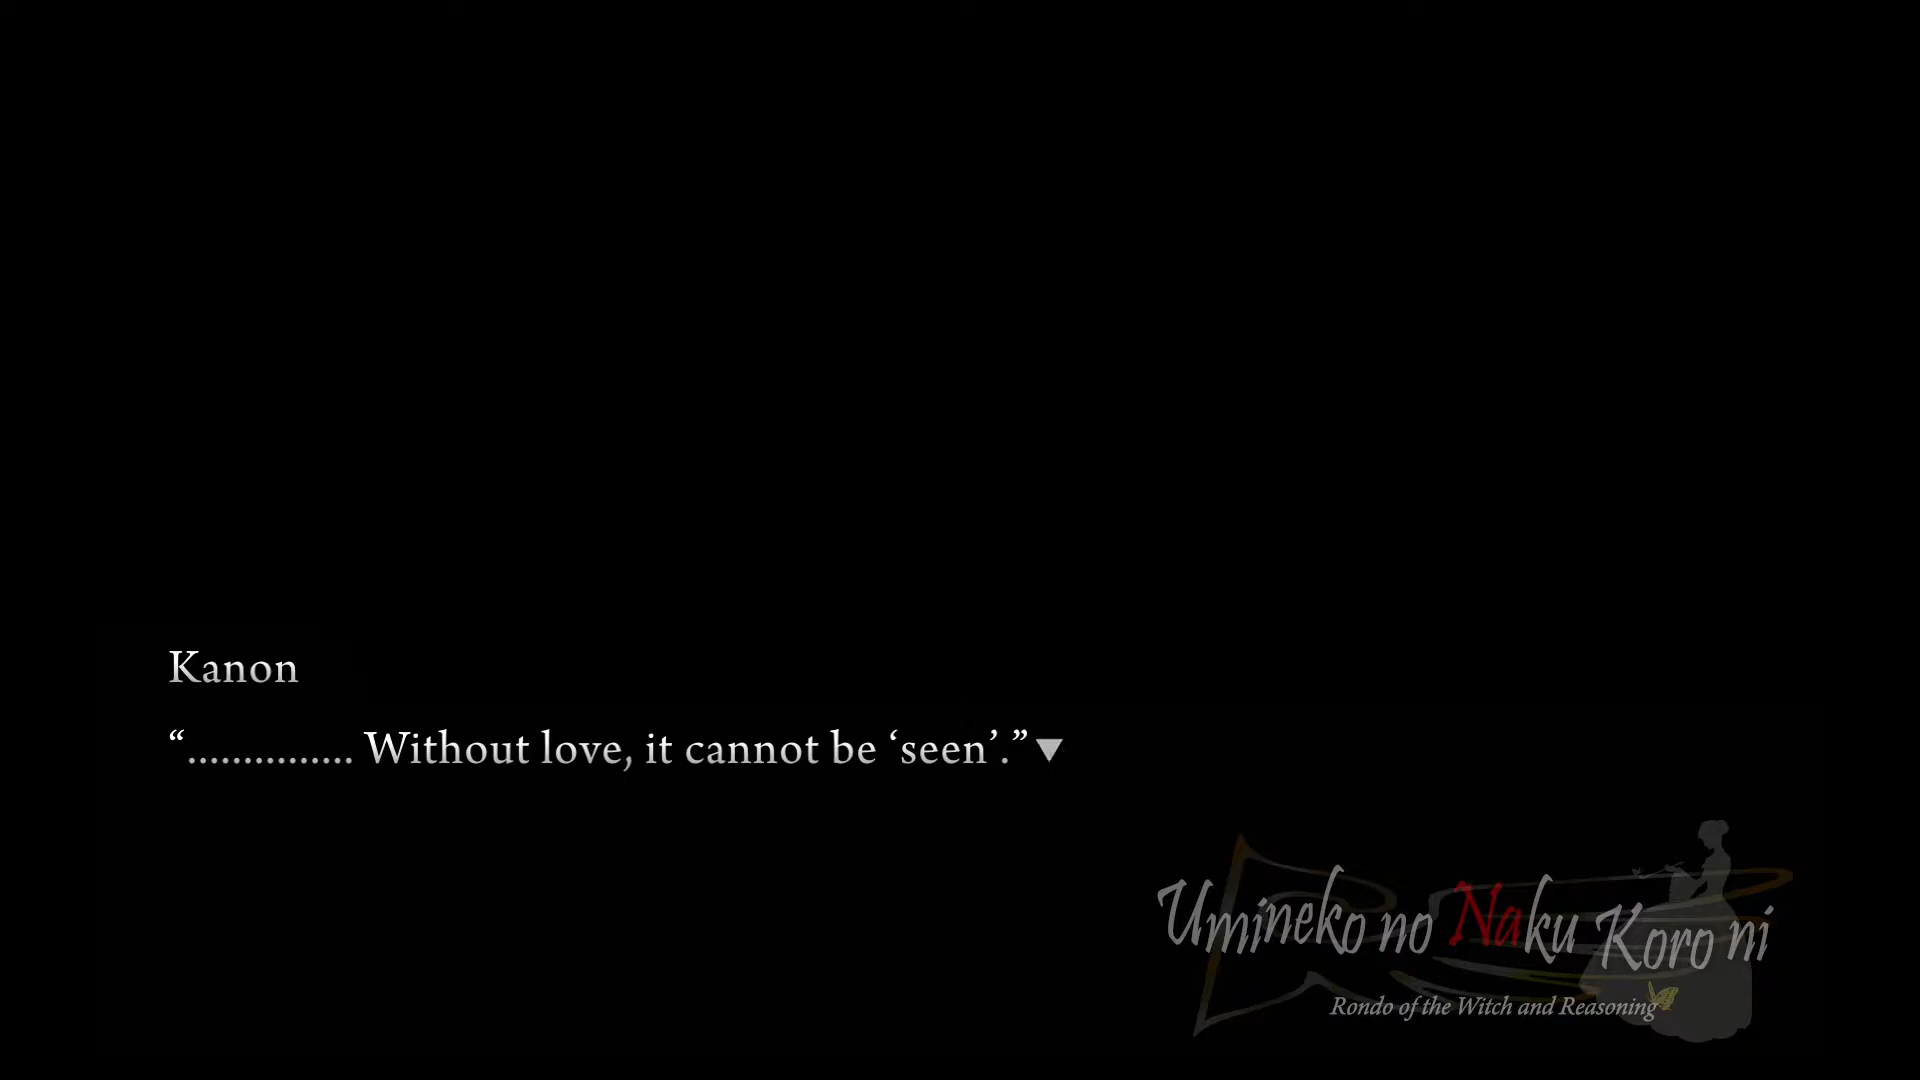 Kanon
“............... Without love, it cannot be ‘seen’.”
Umineko no Naku Koro ni
Rondo of the Witch and Reasoning